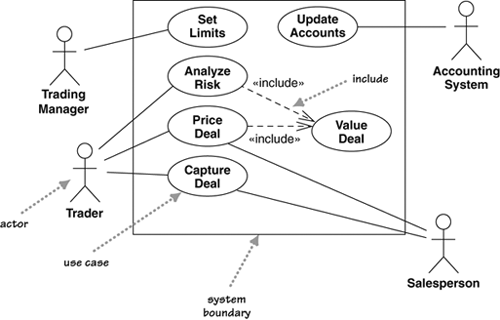 Set
Limits
Update
Accounts
Trading
Manager
Accounting
System
Analyze
Risk
«include»
include
Price
Deal
«include»
Value
Deal
Capture
Deal
Trader
actor
use case
Salesperson
system
boundary